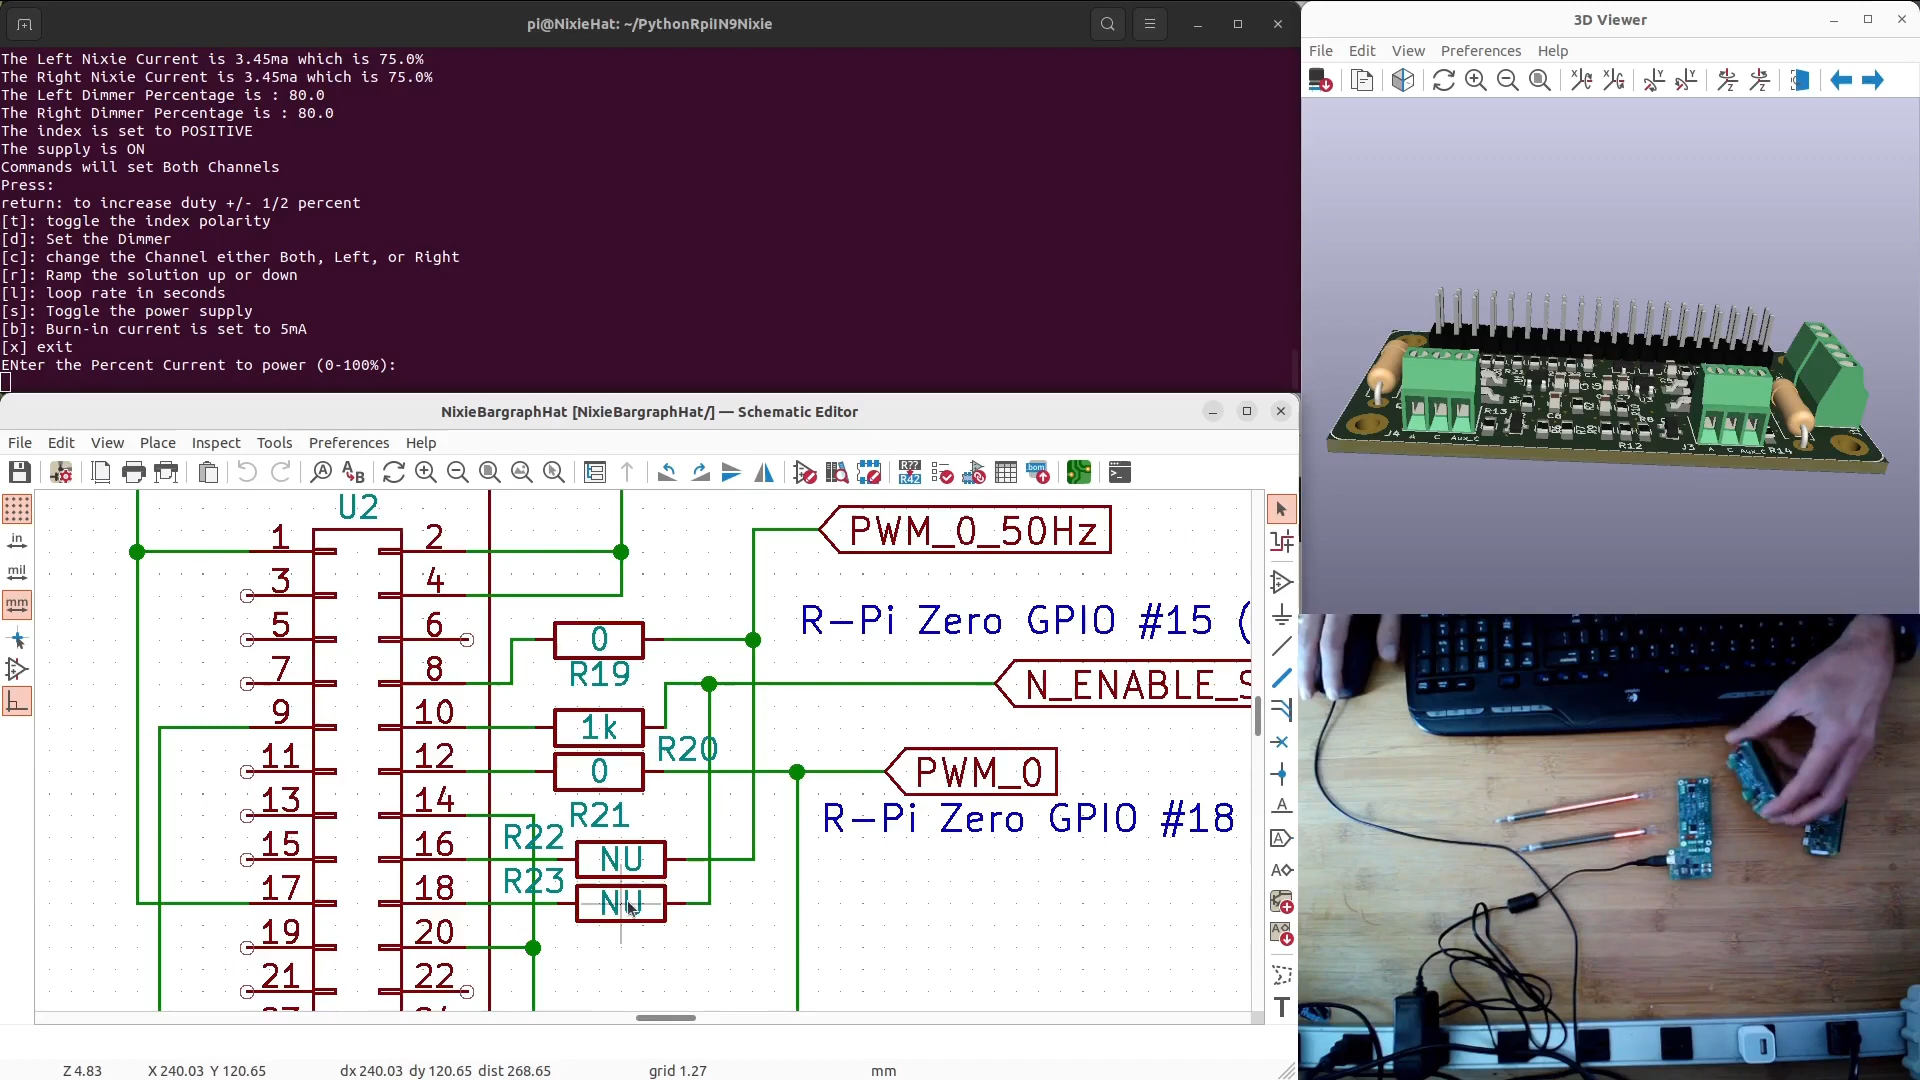 pi@NixieHat: ~/PythonRpiIN9Nixie
The Left Nixie Current is 3.45ma which is 75.0%
The Right Nixie Current is 3.45ma which is 75.0%
The Left Dimmer Percentage is : 80.0
The Right Dimmer Percentage is : 80.0
The index is set to POSITIVE
The supply is ON
Commands will set Both Channels
Press:
return: to increase duty +/- 1/2 percent
[t]: toggle the index polarity
[d]: Set the Dimmer
[c]: change the Channel either Both, Left, or Right
[r]: Ramp the solution up or down
[l]: loop rate in seconds
[s]: Toggle the power supply
[b]: Burn-in current is set to 5mA
[x] exit
ENter the Percent Current to power (0-100%):
3D Viewer
File Edit View Preferences Help
J4 A C Aux_C
R13
R12
J3 A C Aux_C R14
NixieBargraphHat [NixieBargraphHat/] — Schematic Editor
File Edit View Place Inspect Tools Preferences Help
R??
R42
bom
in
mil
mm
U2
1 2
3 4
5 6
7 8
9 10
11 12
13 14
15 16
17 18
19 20
21 22
0
R19
1k
R20
0
R21
R22
NU
R23
NU
PWM_0_50Hz
R-Pi Zero GPIO #15 (
N_ENABLE_S
PWM_0
R-Pi Zero GPIO #18
Z 4.83 X 240.03 Y 120.65 dx 240.03 dy 120.65 dist 268.65 grid 1.27 mm